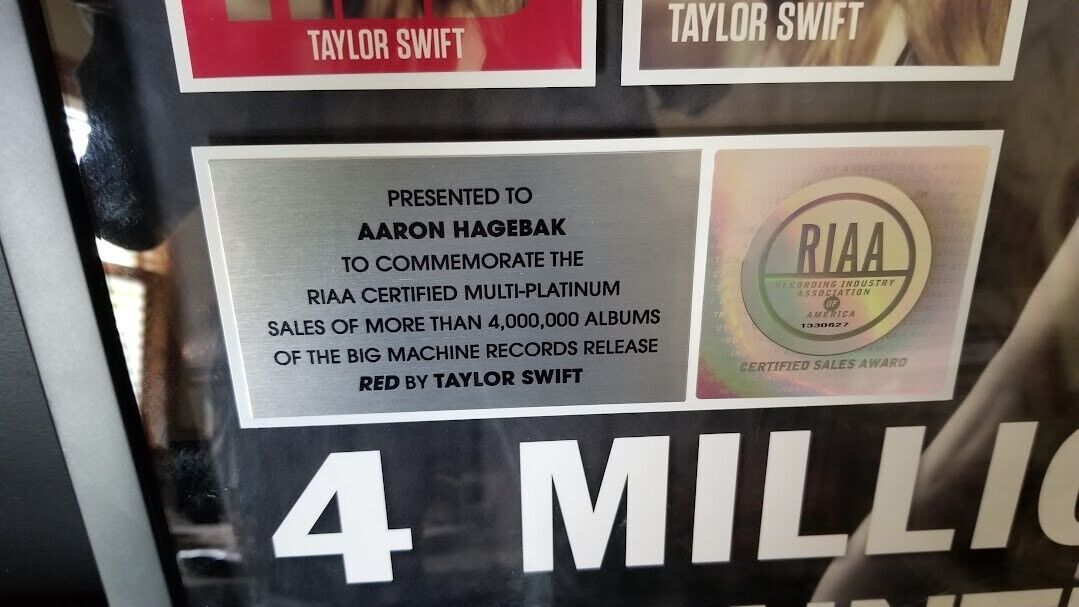 TAYLOR SWIFT
TAYLOR SWIFT
PRESENTED TO
AARON HAGEBAK
TO COMMEMORATE THE
RIAA CERTIFIED MULTI-PLATINUM
SALES OF MORE THAN 4,000,000 ALBUMS
OF THE BIG MACHINE RECORDS RELEASE
RED BY TAYLOR SWIFT
RIAA
RECORDING INDUSTRY
ASSOCIATION
OF
AMERICA
1330627
CERTIFIED SALES AWARD
4 MILLIO